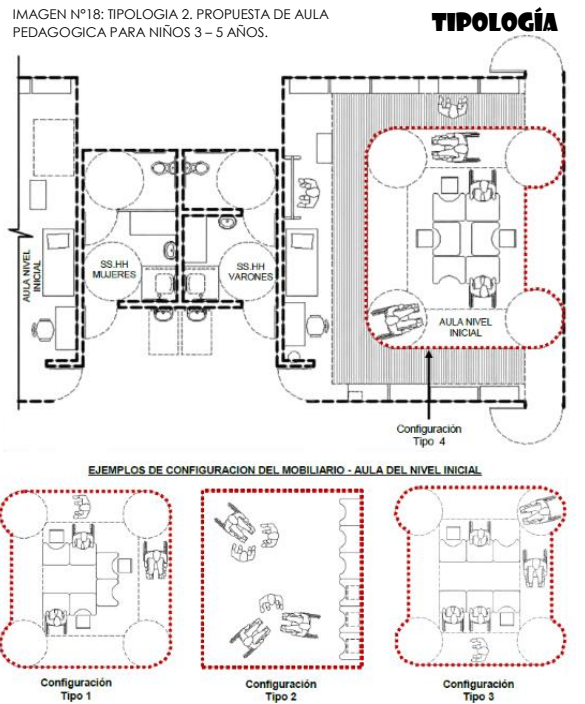 IMAGEN N°18: TIPOLOGIA 2. PROPUESTA DE AULA
PEDAGOGICA PARA NIÑOS 3 – 5 AÑOS.
TIPOLOGÍA
AULA NIVEL
INICIAL
SS.HH
MUJERES
SS.HH
VARONES
AULA NIVEL
INICIAL
Configuración
Tipo 4
EJEMPLOS DE CONFIGURACION DEL MOBILIARIO - AULA DEL NIVEL INICIAL
Configuración
Tipo 1
Configuración
Tipo 2
Configuración
Tipo 3